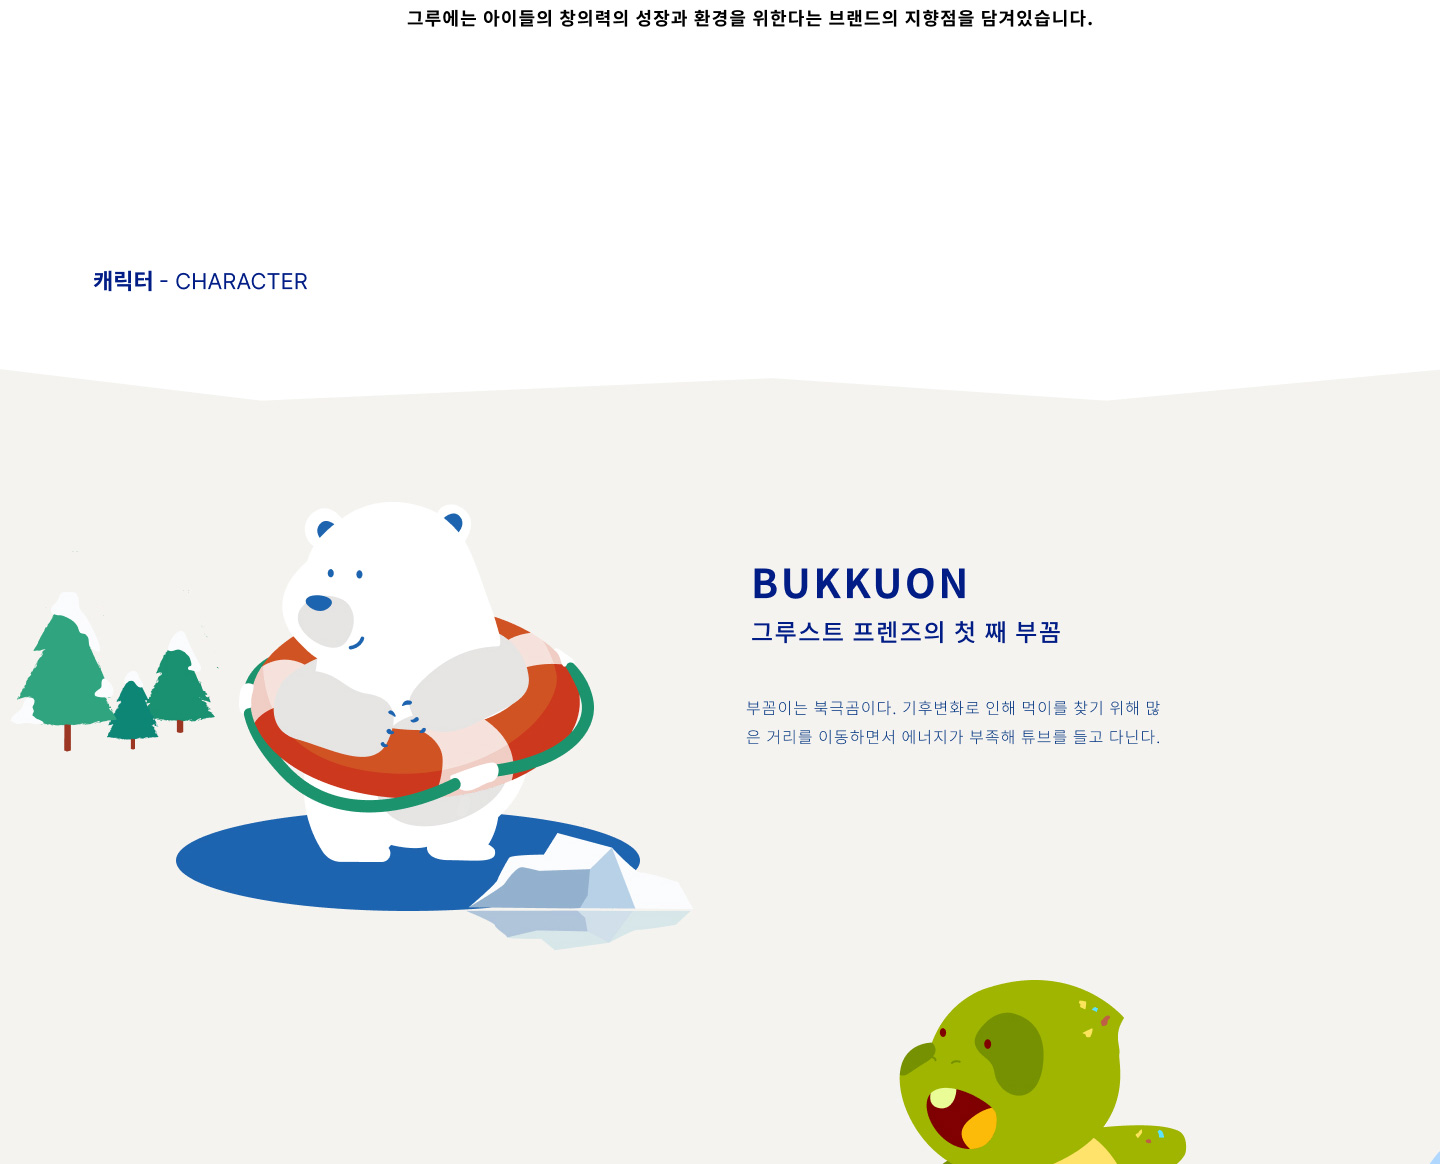 그루에는 아이들의 창의력의 성장과 환경을 위한다는 브랜드의 지향점을 담겨있습니다.
캐릭터 - CHARACTER
BUKKUON
그루스트 프렌즈의 첫 째 부꼼
부꼼이는 북극곰이다. 기후변화로 인해 먹이를 찾기 위해 많
은 거리를 이동하면서 에너지가 부족해 튜브를 들고 다닌다.